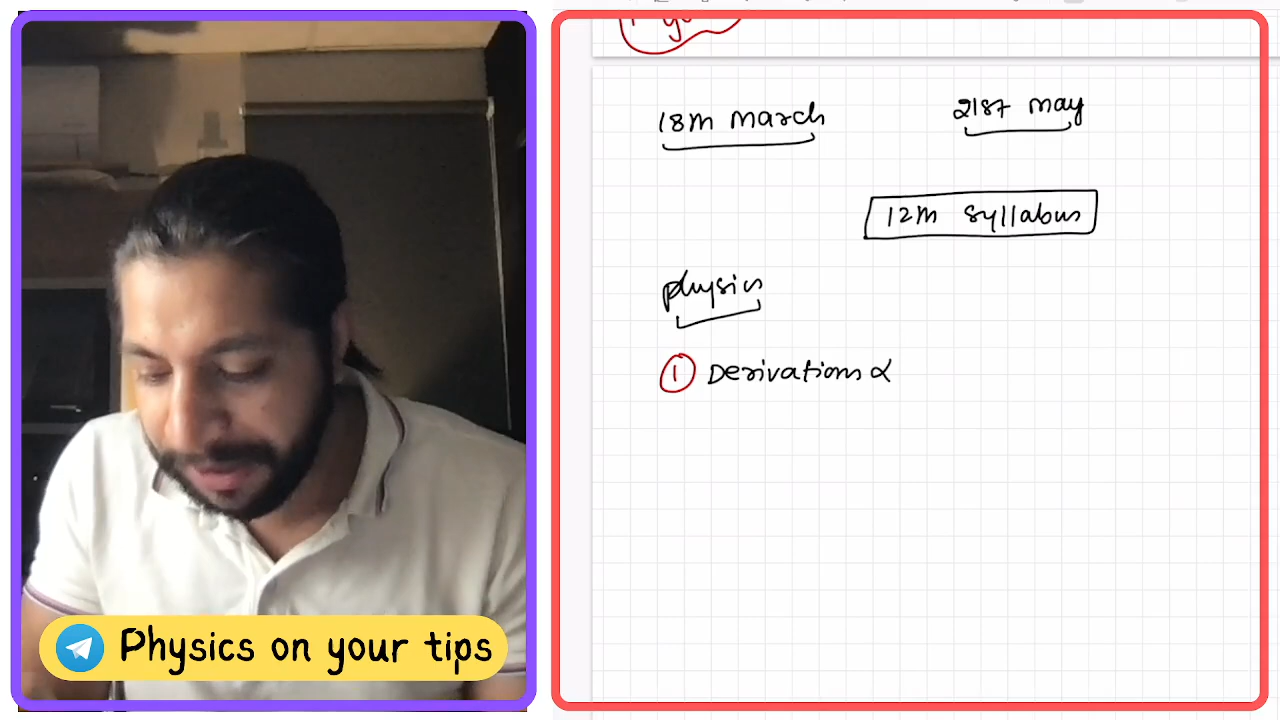 18th march
21st may
12th syllabus
physics
1 Derivations &
Physics on your tips